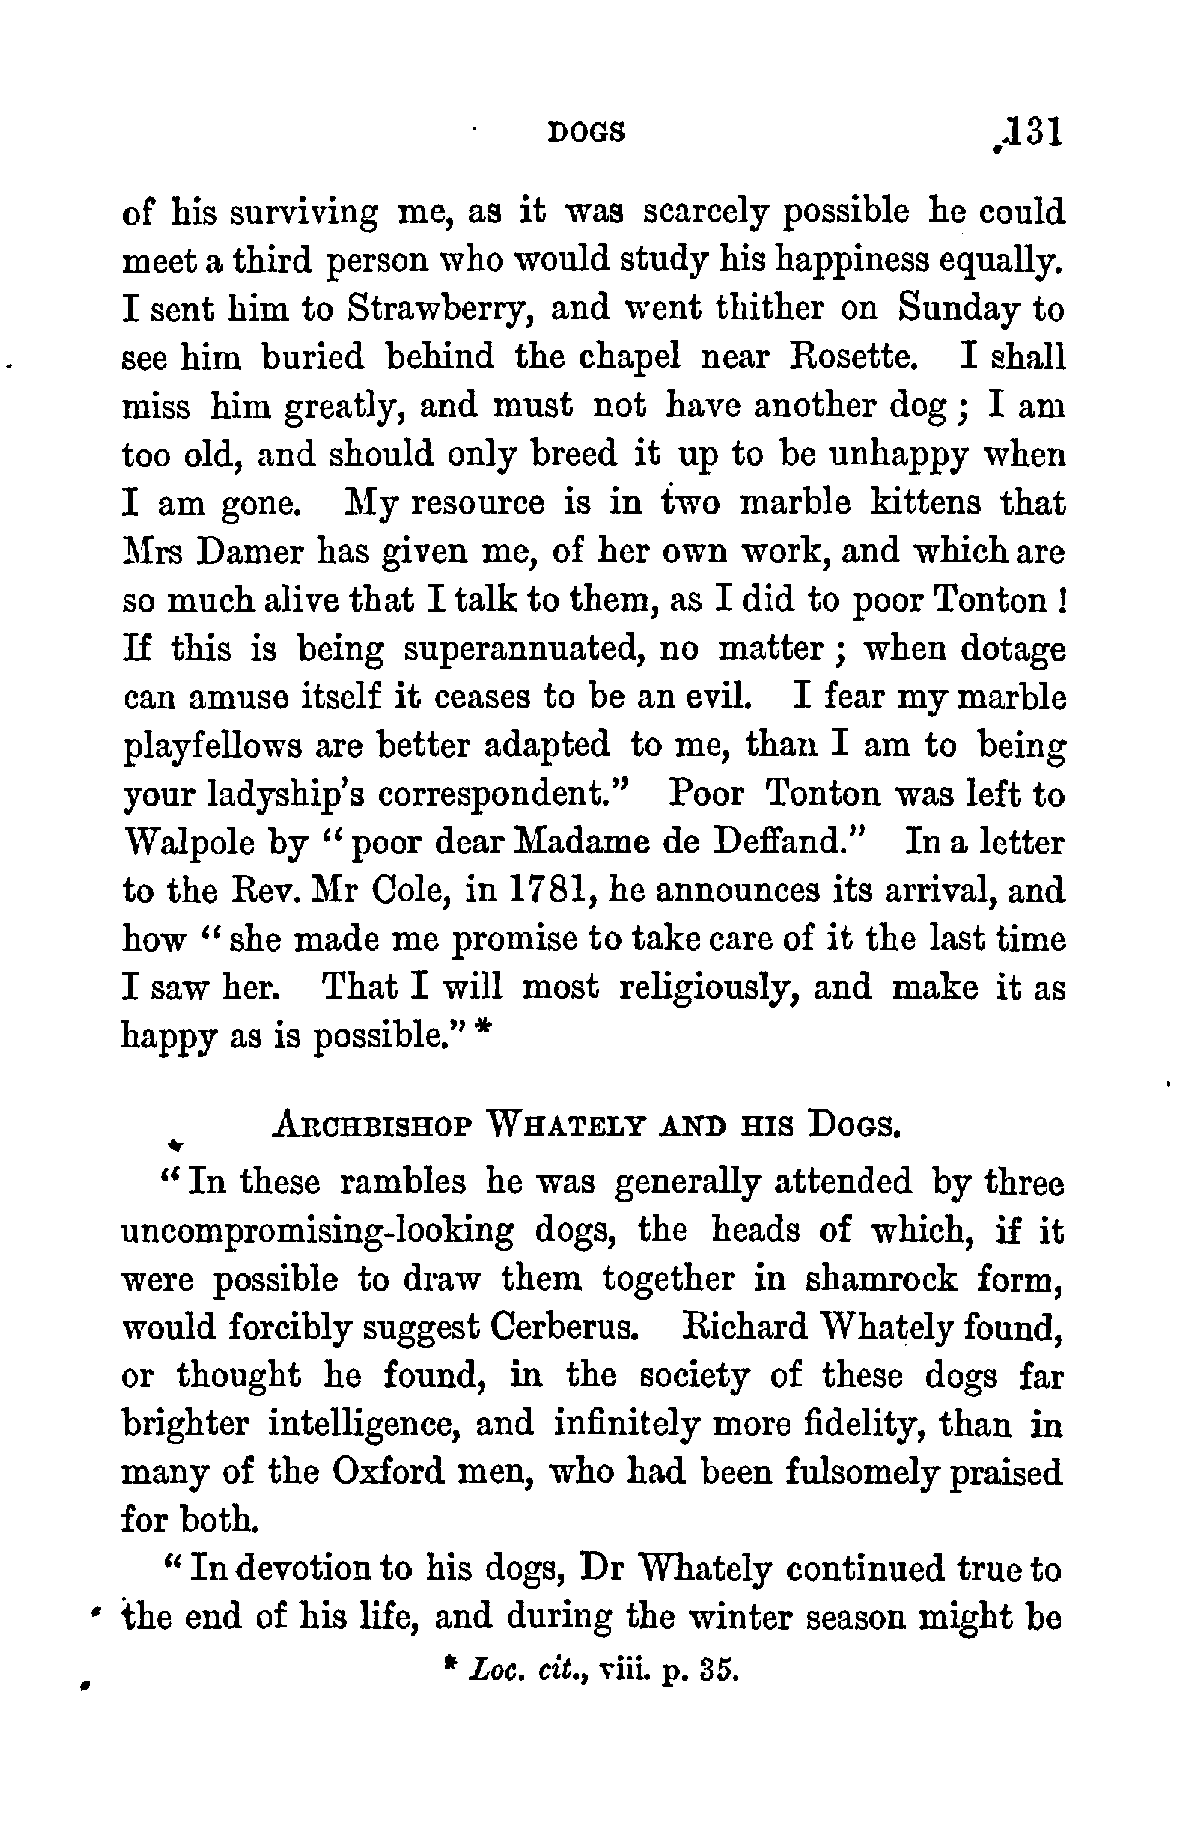 DOGS 131
of his surviving me, as it was scarcely possible he could
meet a third person who would study his happiness equally.
I sent him to Strawberry, and went thither on Sunday to
see him buried behind the chapel near Rosette. I shall
miss him greatly, and must not have another dog ; I am
too old, and should only breed it up to be unhappy when
I am gone. My resource is in two marble kittens that
Mrs Damer has given me, of her own work, and which are
so much alive that I talk to them, as I did to poor Tonton !
If this is being superannuated, no matter ; when dotage
can amuse itself it ceases to be an evil. I fear my marble
playfellows are better adapted to me, than I am to being
your ladyship's correspondent." Poor Tonton was left to
Walpole by " poor dear Madame de Deffand." In a letter
to the Rev. Mr Cole, in 1781, he announces its arrival, and
how " she made me promise to take care of it the last time
I saw her. That I will most religiously, and make it as
happy as is possible." *
ARCHBISHOP WHATELY AND HIS DOGS.
" In these rambles he was generally attended by three
uncompromising-looking dogs, the heads of which, if it
were possible to draw them together in shamrock form,
would forcibly suggest Cerberus. Richard Whately found,
or thought he found, in the society of these dogs far
brighter intelligence, and infinitely more fidelity, than in
many of the Oxford men, who had been fulsomely praised
for both.
" In devotion to his dogs, Dr Whately continued true to
the end of his life, and during the winter season might be
* Loc. cit., viii. p. 35.